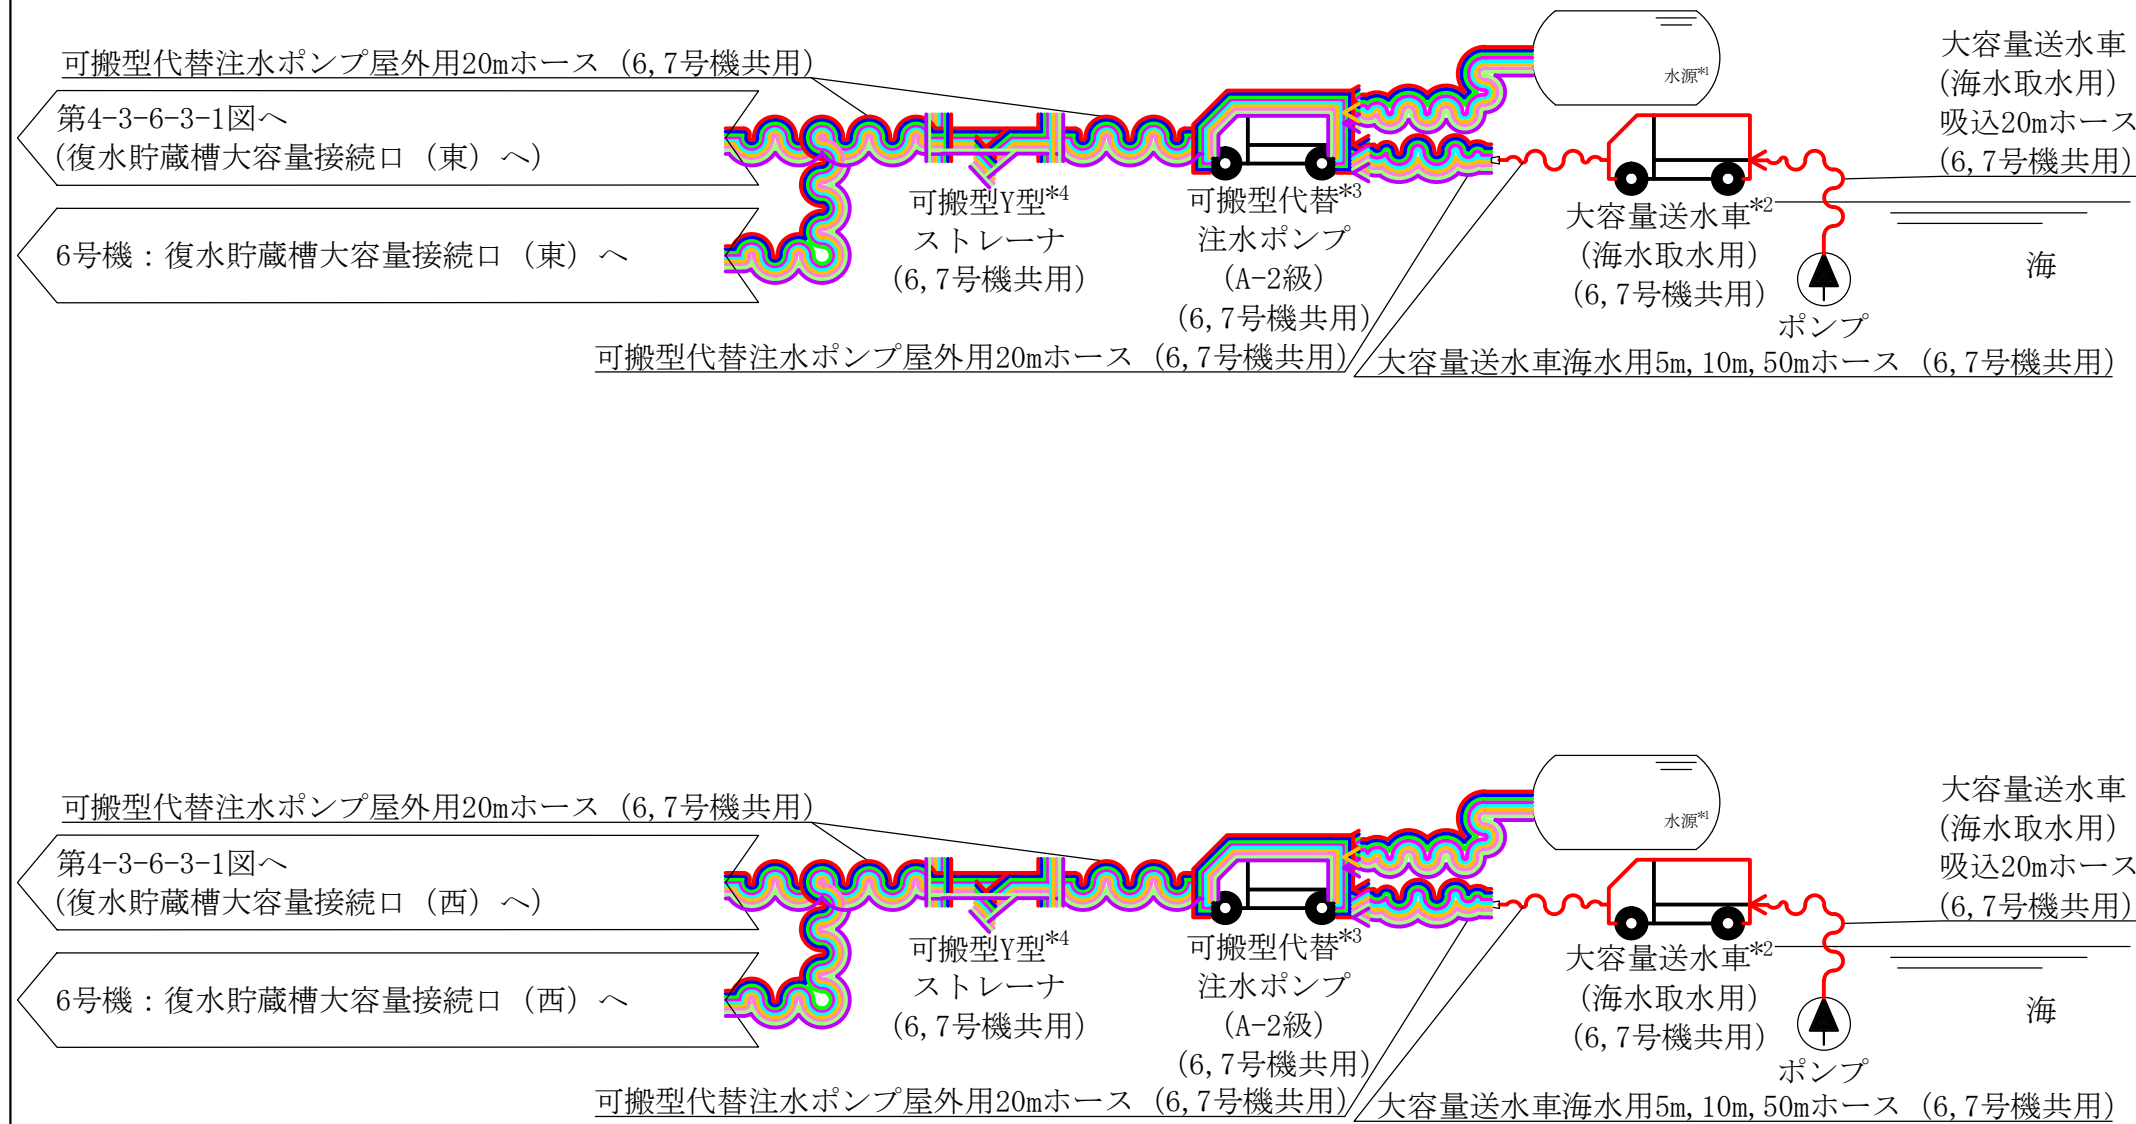 可搬型代替注水ポンプ屋外用20mホース (6,7号機共用)
第4-3-6-3-1図へ
(復水貯蔵槽大容量接続口 (東) へ)
6号機:復水貯蔵槽大容量接続口 (東) へ
可搬型Y型*4
ストレーナ
(6,7号機共用)
可搬型代替*3
注水ポンプ
(A-2級)
(6,7号機共用)
水源*1
大容量送水車*2
(海水取水用)
(6,7号機共用)
大容量送水車
(海水取水用)
吸込20mホース
(6,7号機共用)
海
ポンプ
可搬型代替注水ポンプ屋外用20mホース (6,7号機共用)
大容量送水車海水用5m,10m,50mホース (6,7号機共用)
可搬型代替注水ポンプ屋外用20mホース (6,7号機共用)
第4-3-6-3-1図へ
(復水貯蔵槽大容量接続口 (西) へ)
6号機:復水貯蔵槽大容量接続口 (西) へ
可搬型Y型*4
ストレーナ
(6,7号機共用)
可搬型代替*3
注水ポンプ
(A-2級)
(6,7号機共用)
水源*1
大容量送水車*2
(海水取水用)
(6,7号機共用)
大容量送水車
(海水取水用)
吸込20mホース
(6,7号機共用)
海
ポンプ
可搬型代替注水ポンプ屋外用20mホース (6,7号機共用)
大容量送水車海水用5m,10m,50mホース (6,7号機共用)